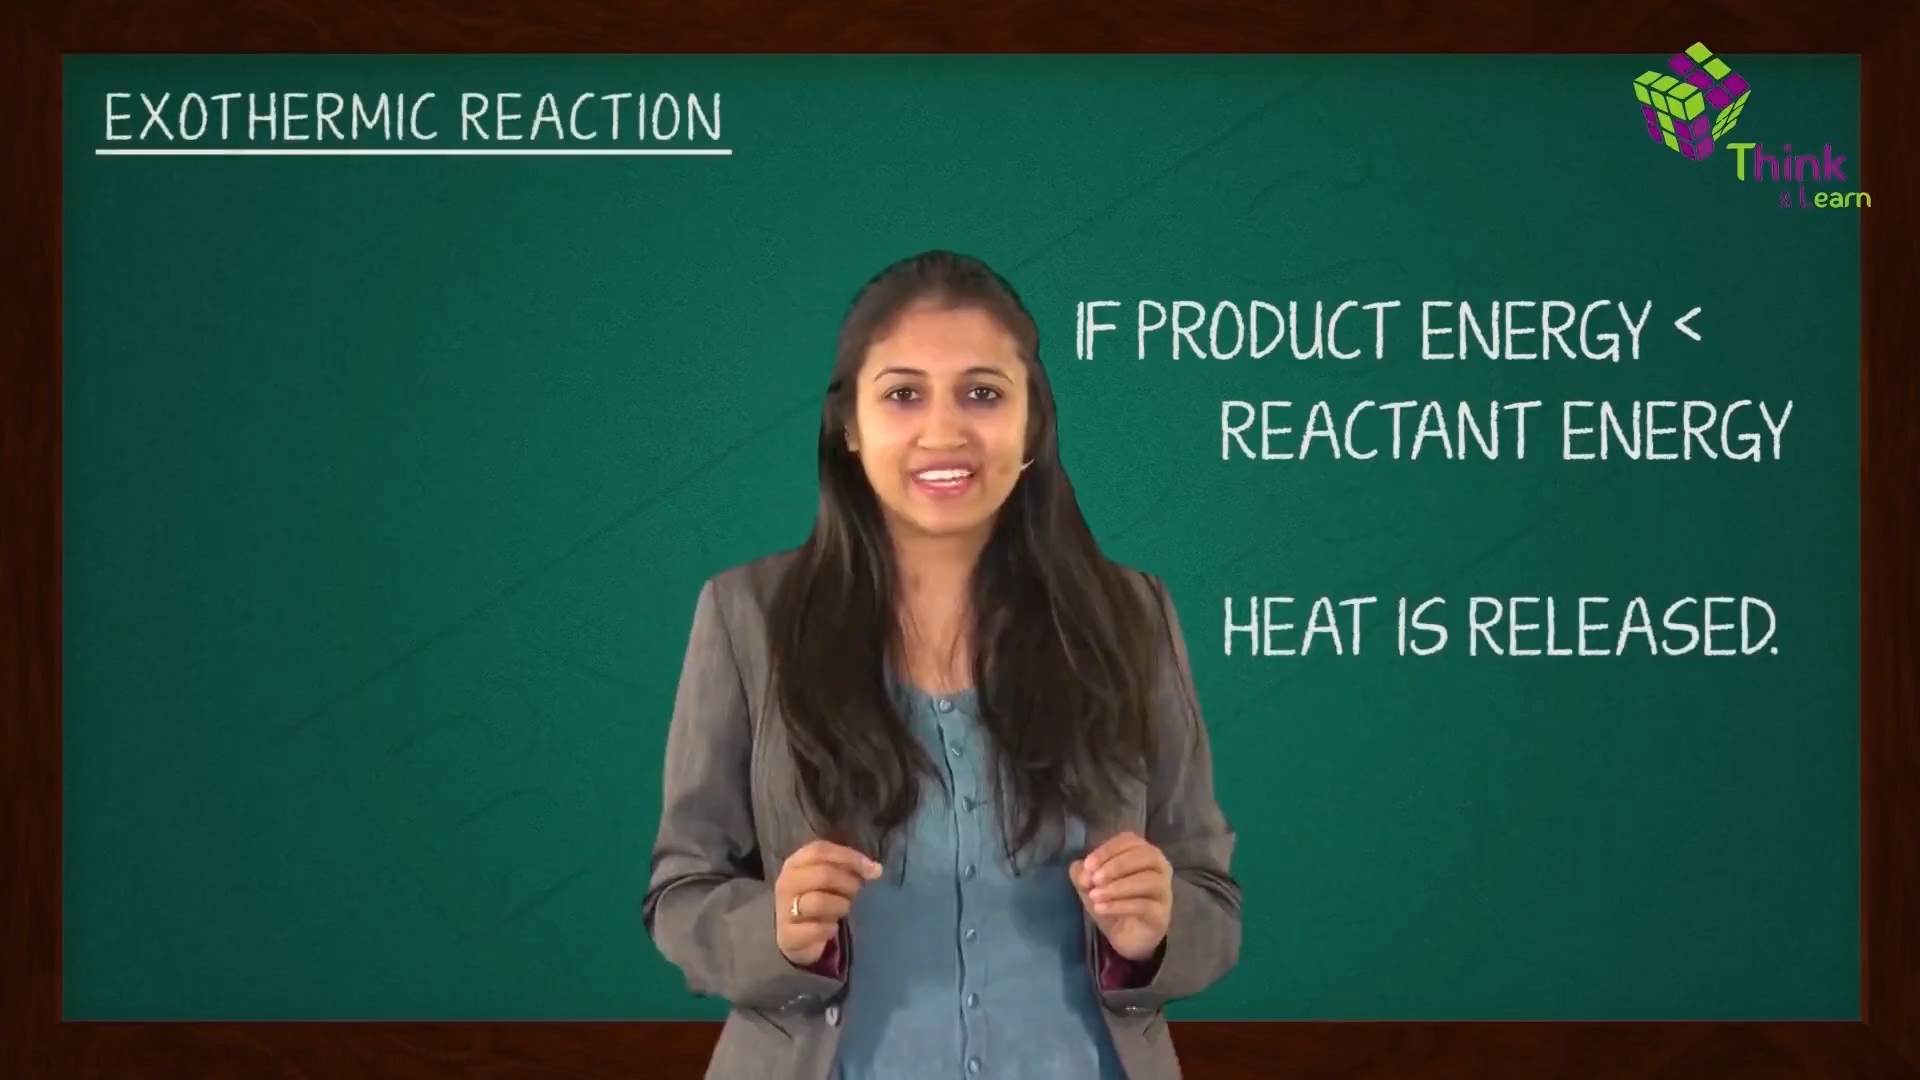 EXOTHERMIC REACTION
Think
& Learn
IF PRODUCT ENERGY <
REACTANT ENERGY
HEAT IS RELEASED.